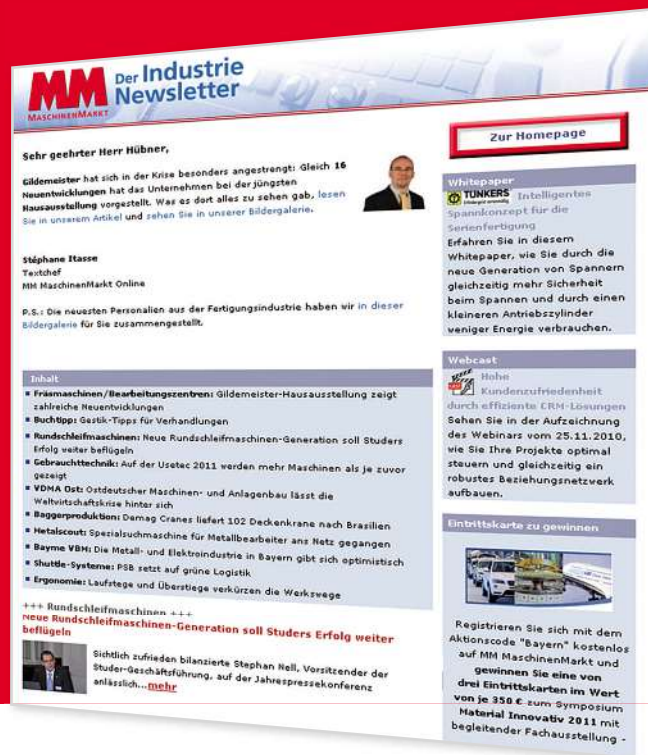 MM
MASCHINENMARKT
Der Industrie
Newsletter
Sehr geehrter Herr Hübner,
Gildemeister hat sich in der Krise besonders angestrengt: Gleich 16
Neuentwicklungen hat das Unternehmen bei der jüngsten
Hausausstellung vorgestellt. Was es dort alles zu sehen gab, lesen
Sie in unserem Artikel und sehen Sie in unserer Bildergalerie.
Stéphane Itasse
Textchef
MM MaschinenMarkt Online
P.S.: Die neuesten Personalien aus der Fertigungsindustrie haben wir in dieser
Bildergalerie für Sie zusammengestellt.
Inhalt
Fräsmaschinen/Bearbeitungszentren: Gildemeister-Hausausstellung zeigt
zahlreiche Neuentwicklungen
Buchtipp: Gestik-Tipps für Verhandlungen
Rundschleifmaschinen: Neue Rundschleifmaschinen-Generation soll Studers
Erfolg weiter beflügeln
Gebrauchttechnik: Auf der Usetec 2011 werden mehr Maschinen als je zuvor
gezeigt
VDMA Ost: Ostdeutscher Maschinen- und Anlagenbau lässt die
Weltwirtschaftskrise hinter sich
Baggerproduktion: Demag Cranes liefert 102 Deckenkrane nach Brasilien
Metalscout: Spezialsuchmaschine für Metallbearbeiter ans Netz gegangen
Bayme VBM: Die Metall- und Elektroindustrie in Bayern gibt sich optimistisch
Shuttle-Systeme: PSB setzt auf grüne Logistik
Ergonomie: Laufstege und Überstiege verkürzen die Werkswege
+++ Rundschleifmaschinen +++
Neue Rundschleifmaschinen-Generation soll Studers Erfolg weiter
beflügeln
Sichtlich zufrieden bilanzierte Stephan Nell, Vorsitzender der
Studer-Geschäftsführung, auf der Jahrespressekonferenz
anlässlich...mehr
Zur Homepage
Whitepaper
TÜNKERS Intelligentes
Spannkonzept für die
Serienfertigung
Erfahren Sie in diesem
Whitepaper, wie Sie durch die
neue Generation von Spannern
gleichzeitig mehr Sicherheit
beim Spannen und durch einen
kleineren Antriebszylinder
weniger Energie verbrauchen.
Webcast
Hohe
Kundenzufriedenheit
durch effiziente CRM-Lösungen
Sehen Sie in der Aufzeichnung
des Webinars vom 25.11.2010,
wie Sie Ihre Projekte optimal
steuern und gleichzeitig ein
robustes Beziehungsnetzwerk
aufbauen.
Eintrittskarte zu gewinnen
Registrieren Sie sich mit dem
Aktionscode "Bayern" kostenlos
auf MM MaschinenMarkt und
gewinnen Sie eine von
drei Eintrittskarten im Wert
von je 350 € zum Symposium
Material Innovativ 2011 mit
begleitender Fachausstellung -